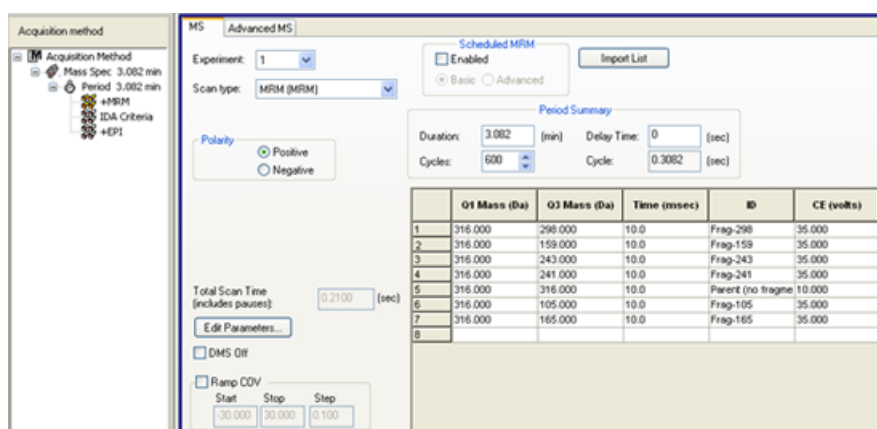 Acquisition method
Acquisition Method
Mass Spec 3.082 min
Period 3.082 min
+MRM
IDA Criteria
+EPI
MS Advanced MS
Experiment: 1
Scan type: MRM (MRM)
Scheduled MRM
Enabled
Basic Advanced
Import List
Polarity
Positive
Negative
Period Summary
Duration: 3.082 (min) Delay Time: 0 (sec)
Cycles: 600 Cycle: 0.3082 (sec)
Q1 Mass (Da) Q3 Mass (Da) Time (msec) ID CE (volts)
1 316.000 298.000 10.0 Frag-298 35.000
2 316.000 159.000 10.0 Frag-159 35.000
3 316.000 243.000 10.0 Frag-243 35.000
4 316.000 241.000 10.0 Frag-241 35.000
5 316.000 316.000 10.0 Parent (no fragme 10.000
6 316.000 105.000 10.0 Frag-105 35.000
7 316.000 165.000 10.0 Frag-165 35.000
8
Total Scan Time
(includes pauses): 0.2100 (sec)
Edit Parameters...
DMS Off
Ramp COV
Start Stop Step
-30.000 30.000 0.100